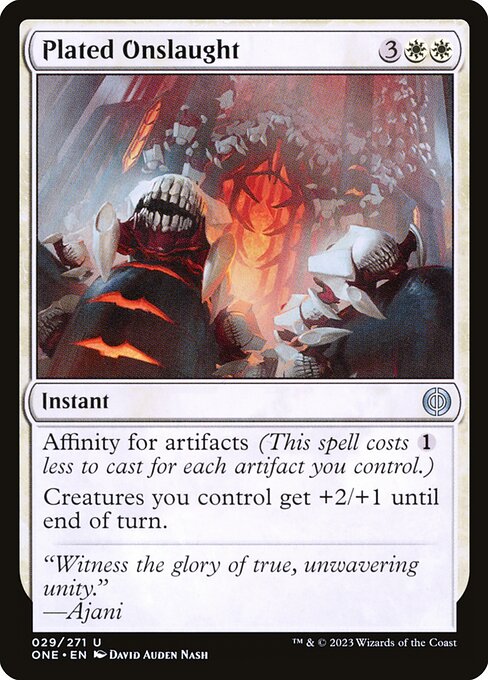 Plated Onslaught 3
Instant
Affinity for artifacts (This spell costs 1
less to cast for each artifact you control.)
Creatures you control get +2/+1 until
end of turn.
“Witness the glory of true, unwavering
unity.”
—Ajani
029/271 U
ONE • EN DAVID AUDEN NASH
™ & © 2023 Wizards of the Coast